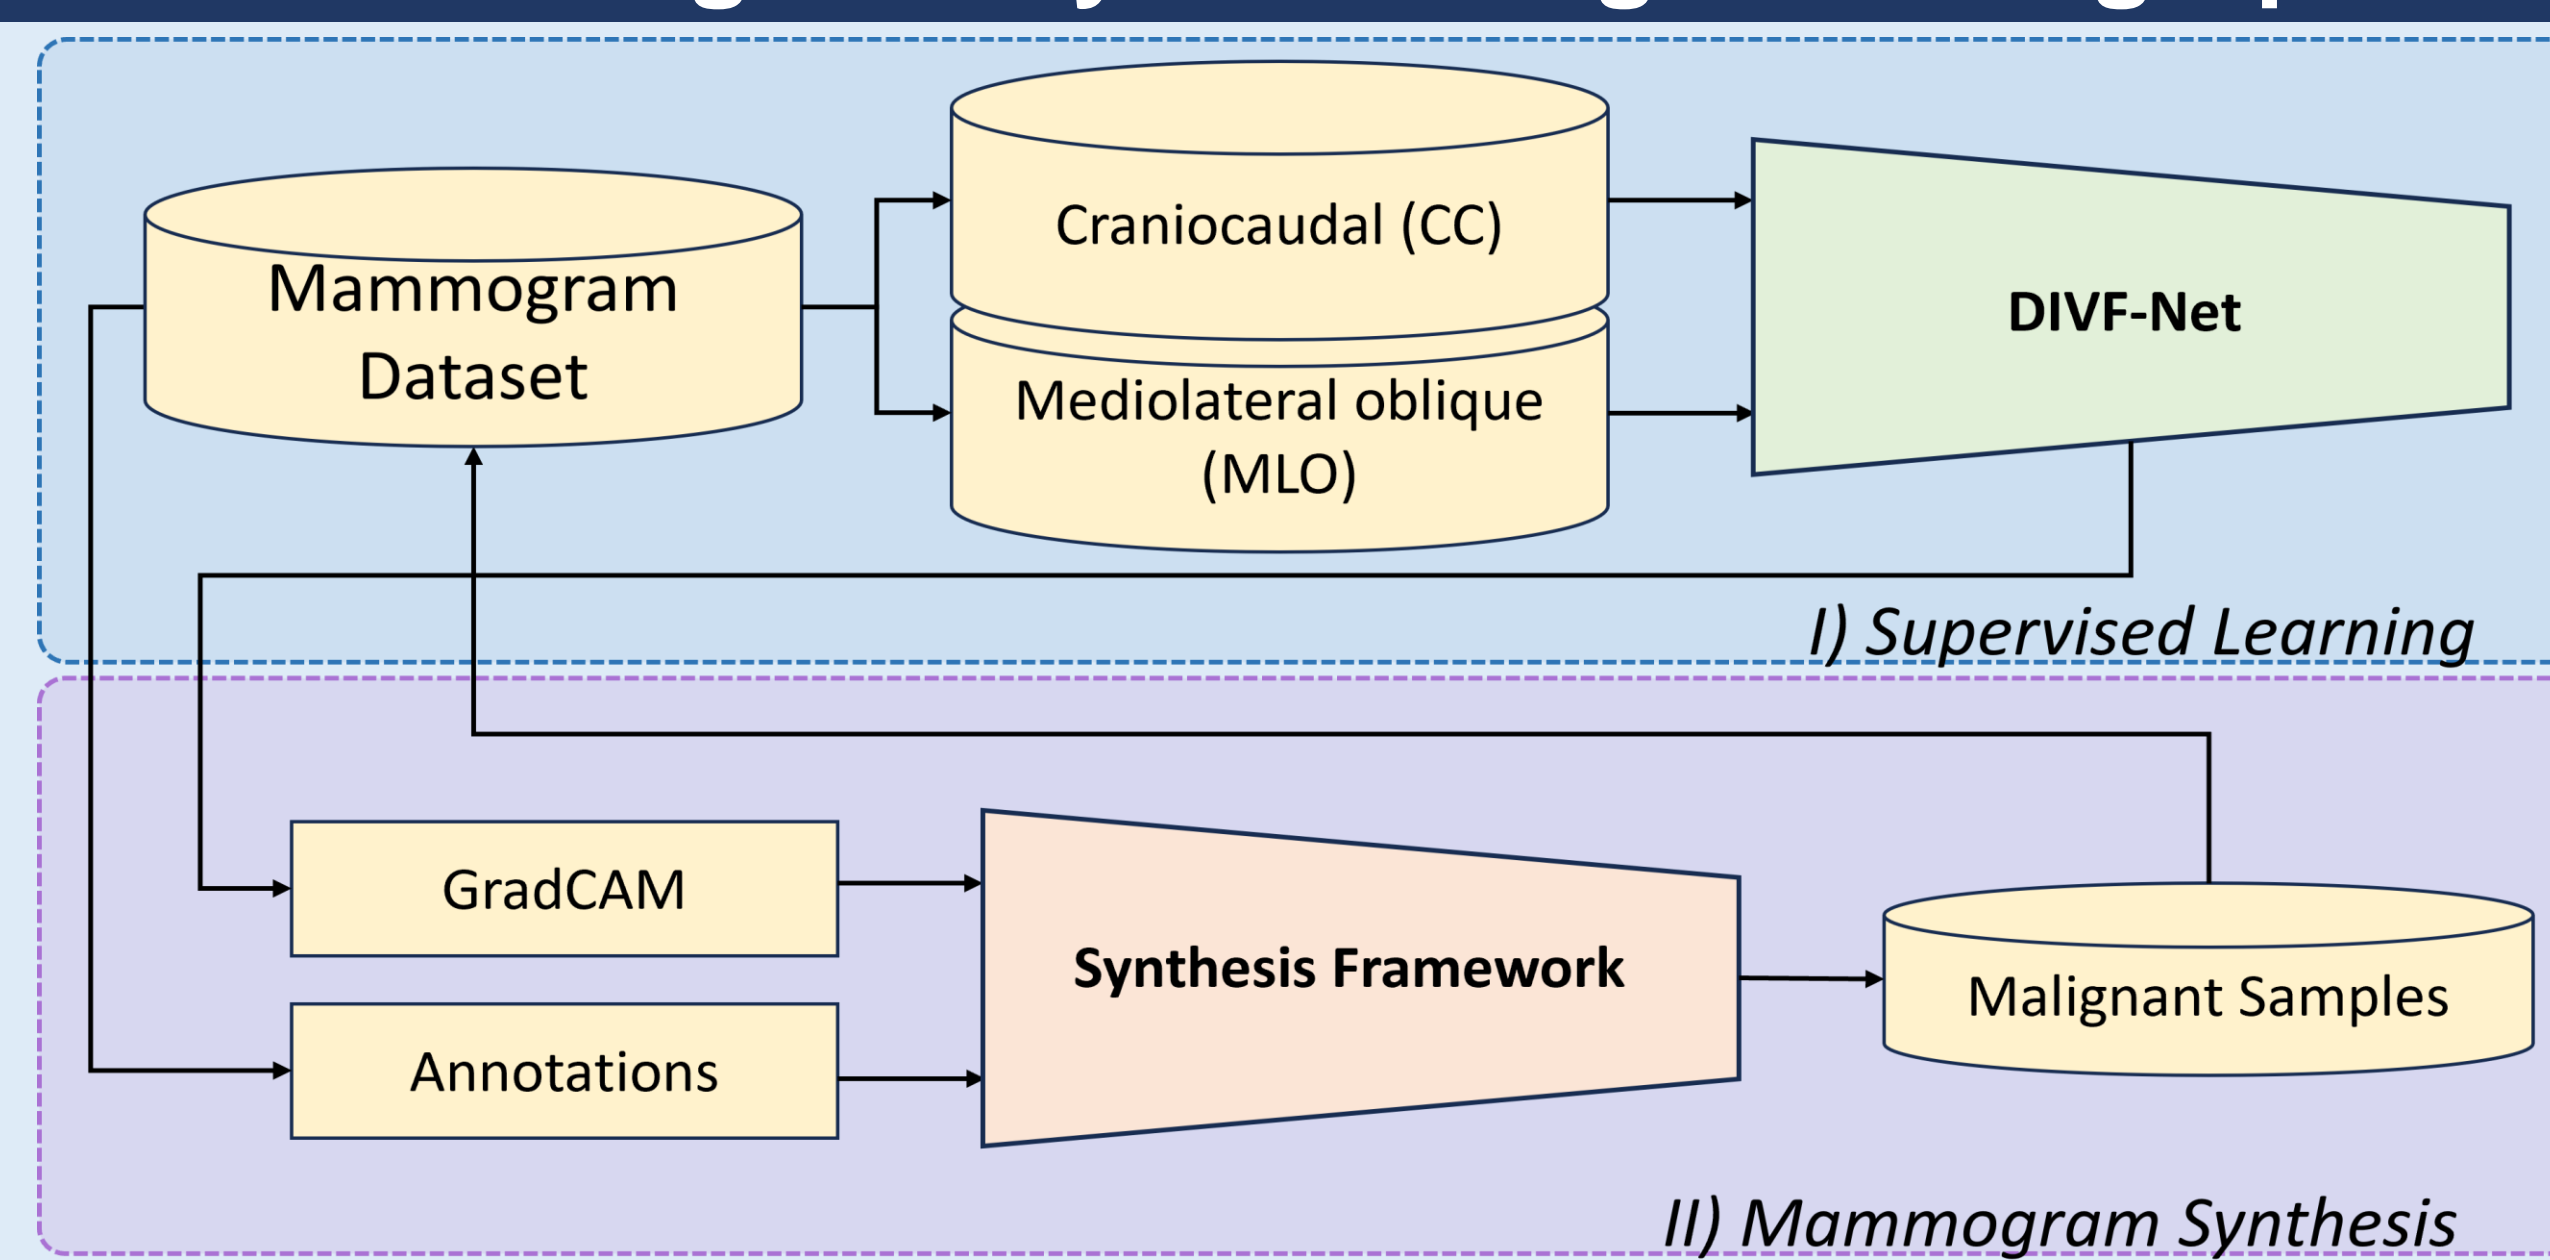 Craniocaudal (CC)
Mammogram
Dataset
DIVF-Net
Mediolateral oblique
(MLO)
I) Supervised Learning
GradCAM
Synthesis Framework
Malignant Samples
Annotations
II) Mammogram Synthesis